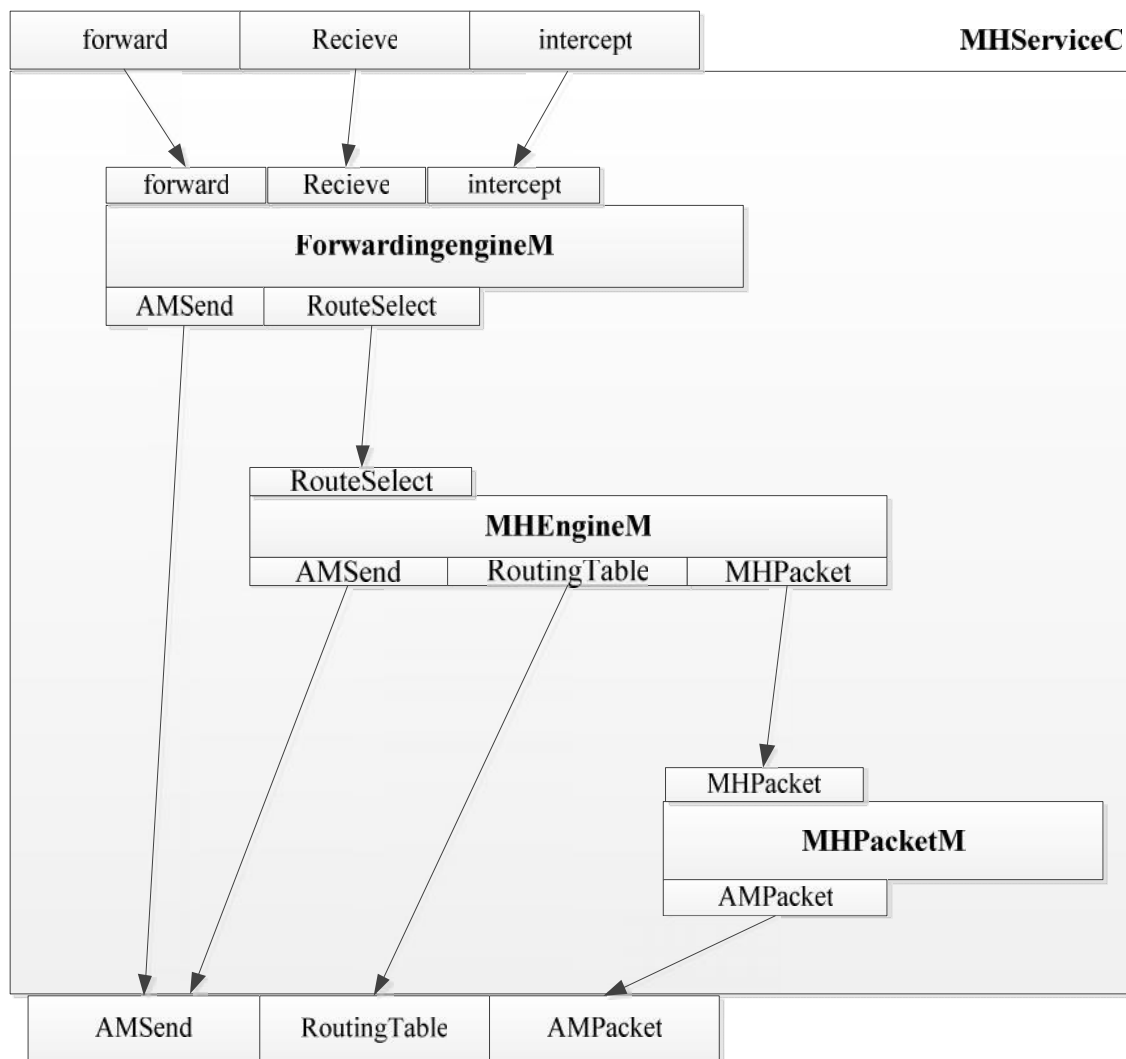 forward
Recieve
intercept
MHServiceC
forward
Recieve
intercept
ForwardingengineM
AMSend
RouteSelect
RouteSelect
MHEngineM
AMSend
RoutingTable
MHPacket
MHPacket
MHPacketM
AMPacket
AMSend
RoutingTable
AMPacket